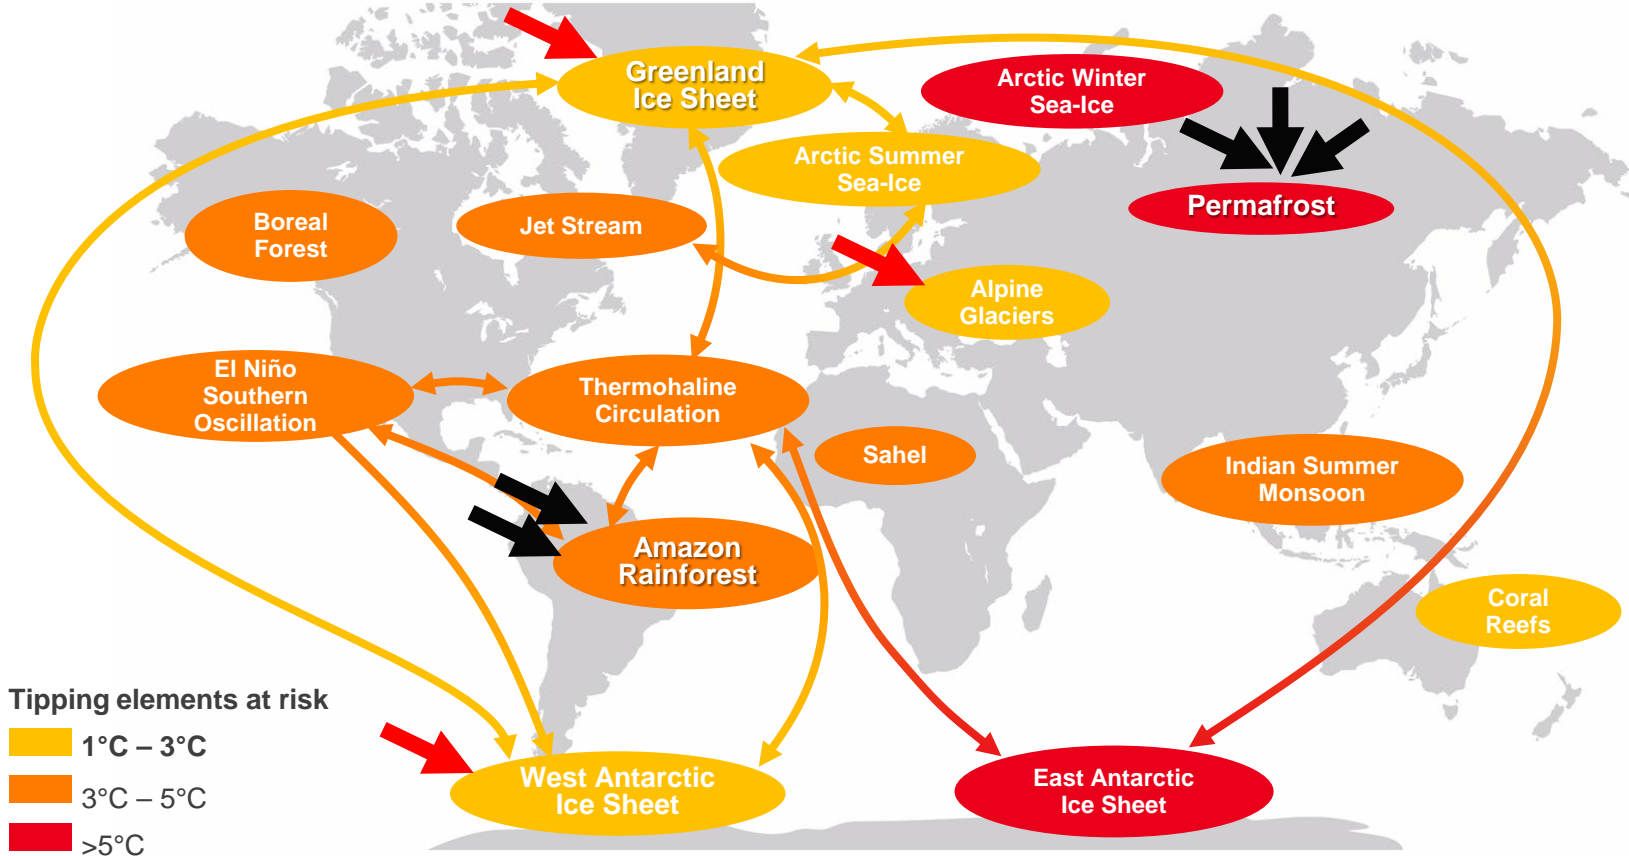 Greenland
Ice Sheet
Arctic Winter
Sea-Ice
Arctic Summer
Sea-Ice
Permafrost
Boreal
Forest
Jet Stream
Alpine
Glaciers
El Niño
Southern
Oscillation
Thermohaline
Circulation
Sahel
Indian Summer
Monsoon
Amazon
Rainforest
Coral
Reefs
Tipping elements at risk
1°C – 3°C
3°C – 5°C
>5°C
West Antarctic
Ice Sheet
East Antarctic
Ice Sheet